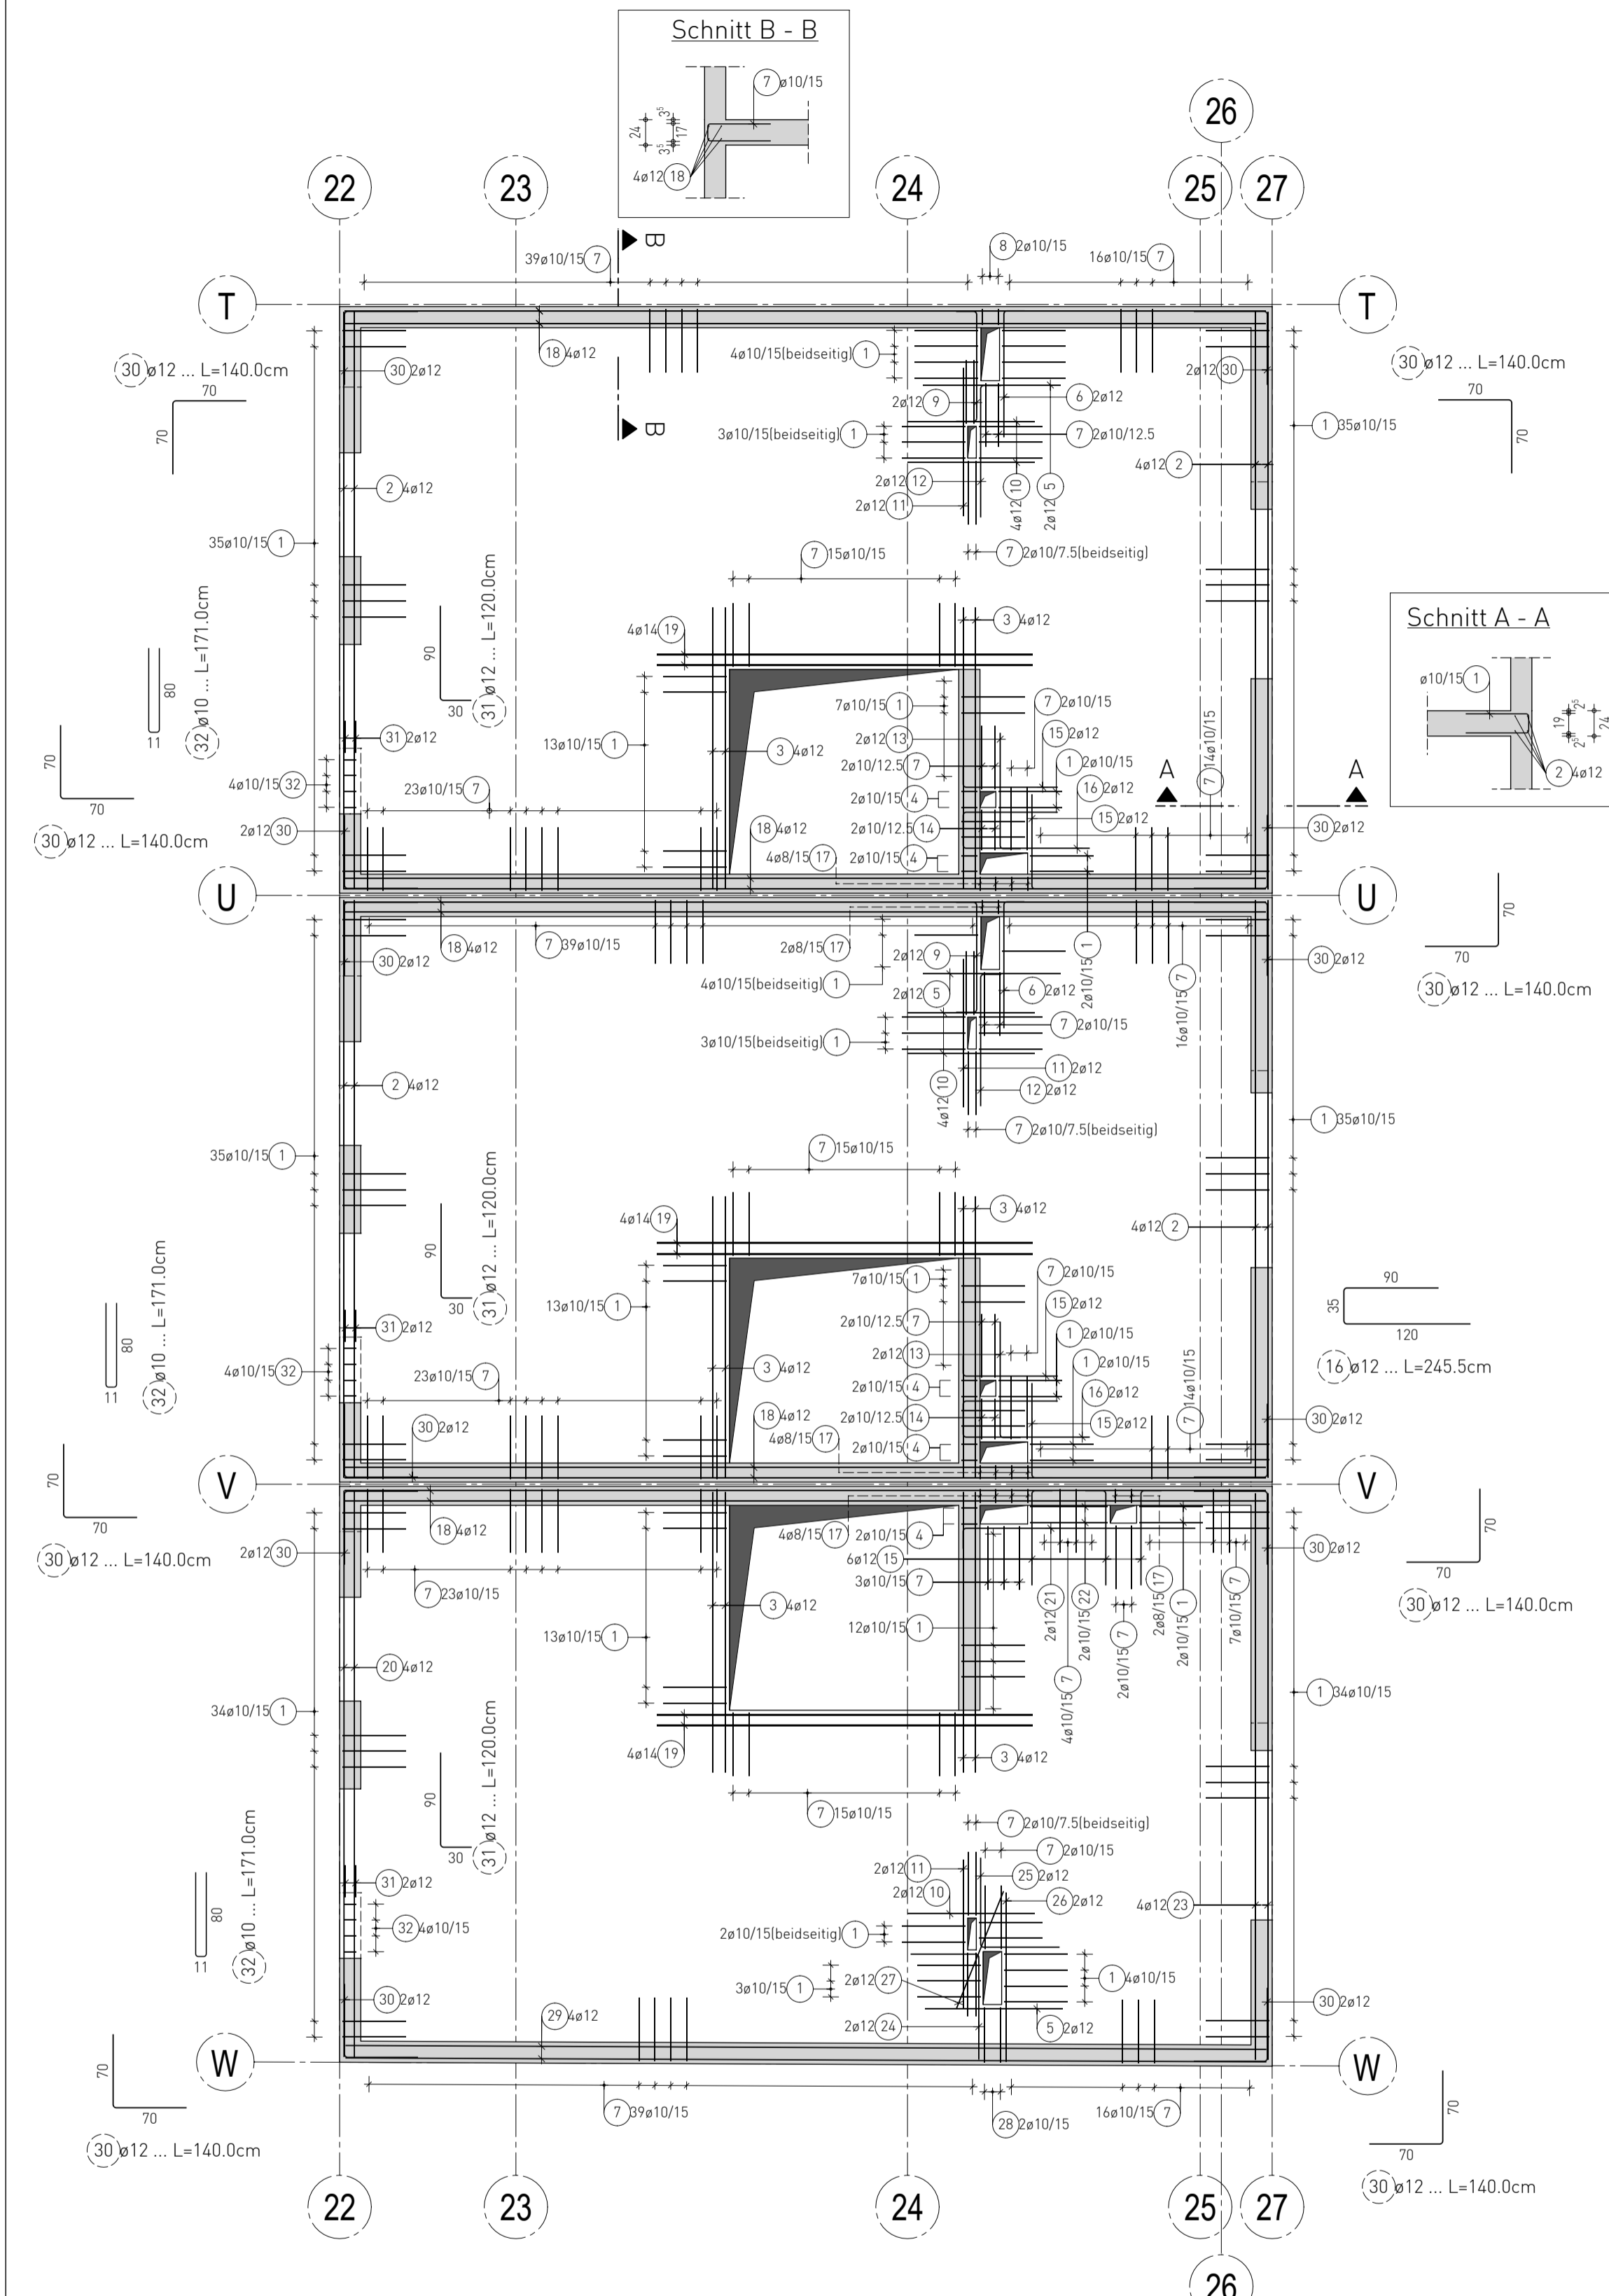 Schnitt B - B
7 ø10/15
24
3⁵
17
3⁵
4ø12 18
26
22
23
24
25
27
8 2ø10/15
39ø10/15 7
B
16ø10/15 7
T
T
18 4ø12
4ø10/15(beidseitig) 1
30 ø12 ... L=140.0cm
70
70
30 2ø12
2ø12 30
30 ø12 ... L=140.0cm
70
70
2ø12 9
6 2ø12
B
3ø10/15(beidseitig) 1
7 2ø10/12.5
1 35ø10/15
4ø12 2
2ø12 12
2 4ø12
2ø12 11
4ø12 10
2ø12 5
35ø10/15 1
7 15ø10/15
7 2ø10/7.5(beidseitig)
32 ø10 ... L=171.0cm
80
11
31 ø12 ... L=120.0cm
90
30
4ø14 19
3 4ø12
Schnitt A - A
ø10/15 1
2⁵
19
2⁵
24
2 4ø12
7ø10/15 1
7 2ø10/15
31 2ø12
13ø10/15 1
3 4ø12
2ø12 13
15 2ø12
2ø10/12.5 7
1 2ø10/15
7 14ø10/15
A
A
70
70
4ø10/15 32
23ø10/15 7
2ø10/15 4
16 2ø12
30 ø12 ... L=140.0cm
2ø12 30
18 4ø12
2ø10/12.5 14
15 2ø12
30 2ø12
4ø8/15 17
2ø10/15 4
U
U
70
70
30 ø12 ... L=140.0cm
18 4ø12
7 39ø10/15
2ø8/15 17
2ø10/15 1
30 2ø12
2ø12 9
30 2ø12
4ø10/15(beidseitig) 1
2ø12 5
6 2ø12
16ø10/15 7
7 2ø10/15
3ø10/15(beidseitig) 1
11 2ø12
2 4ø12
4ø12 10
12 2ø12
1 35ø10/15
7 2ø10/7.5(beidseitig)
7 15ø10/15
35ø10/15 1
31 ø12 ... L=120.0cm
90
30
3 4ø12
4ø14 19
4ø12 2
32 ø10 ... L=171.0cm
80
11
7ø10/15 1
7 2ø10/15
13ø10/15 1
15 2ø12
90
35
120
16 ø12 ... L=245.5cm
31 2ø12
2ø10/12.5 7
1 2ø10/15
2ø12 13
1 2ø10/15
3 4ø12
4ø10/15 32
23ø10/15 7
2ø10/15 4
16 2ø12
7 14ø10/15
18 4ø12
2ø10/12.5 14
15 2ø12
30 2ø12
30 2ø12
4ø8/15 17
2ø10/15 4
V
V
70
70
30 ø12 ... L=140.0cm
18 4ø12
4ø8/15 17
2ø10/15 4
2ø12 30
6ø12 15
30 2ø12
70
70
30 ø12 ... L=140.0cm
7 23ø10/15
3ø10/15 7
3 4ø12
2ø12 21
2ø10/15 22
2ø8/15 17
2ø10/15 1
7ø10/15 7
4ø10/15 7
2ø10/15 7
13ø10/15 1
12ø10/15 1
20 4ø12
34ø10/15 1
1 34ø10/15
31 ø12 ... L=120.0cm
90
30
4ø14 19
3 4ø12
7 15ø10/15
7 2ø10/7.5(beidseitig)
7 2ø10/15
32 ø10 ... L=171.0cm
80
11
31 2ø12
2ø12 11
25 2ø12
2ø12 10
26 2ø12
4ø12 23
32 4ø10/15
2ø10/15(beidseitig) 1
3ø10/15 1
2ø12 27
1 4ø10/15
30 2ø12
30 2ø12
29 4ø12
2ø12 24
5 2ø12
W
W
70
70
30 ø12 ... L=140.0cm
7 39ø10/15
28 2ø10/15
16ø10/15 7
70
70
30 ø12 ... L=140.0cm
22
23
24
25
27
26